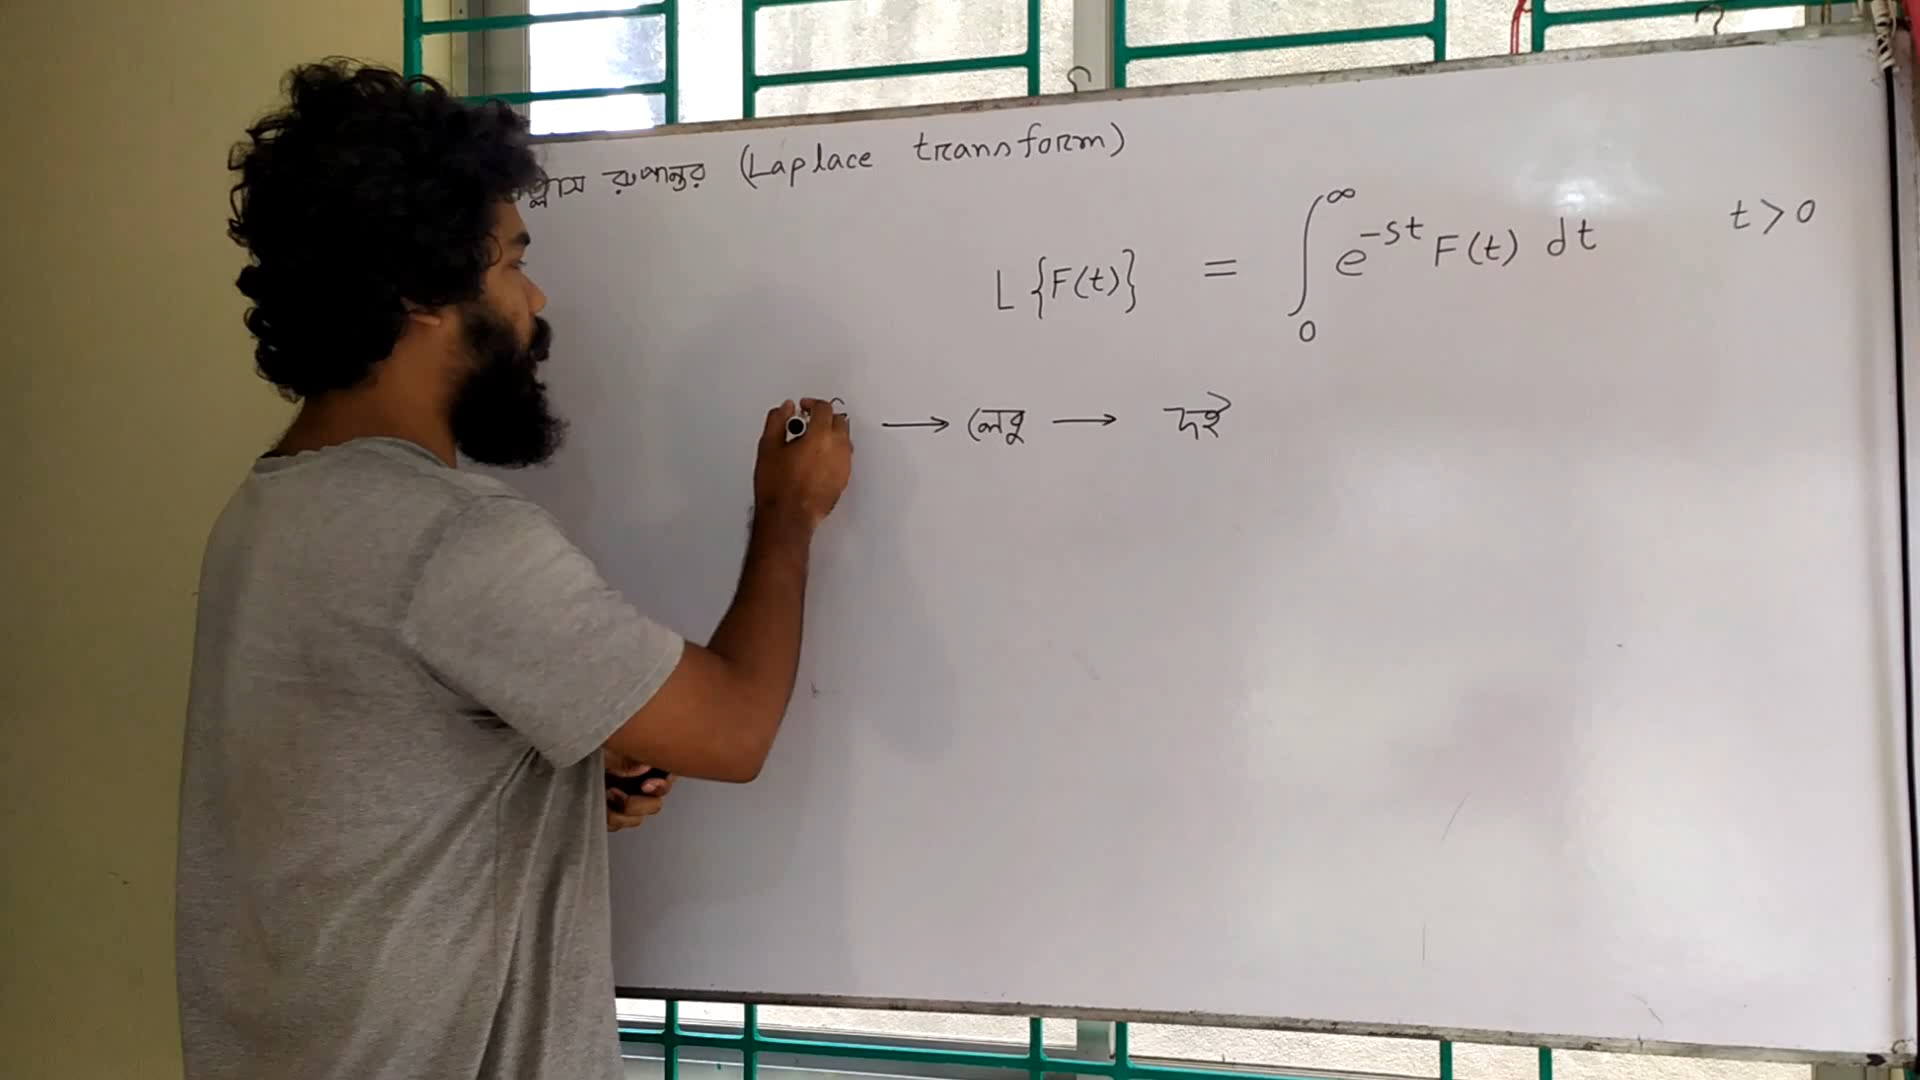 রুপান্তর (Laplace transform)
L {F(t)} = ∫₀^∞ e^{-st} F(t) dt t > 0
→ লেবু → দই